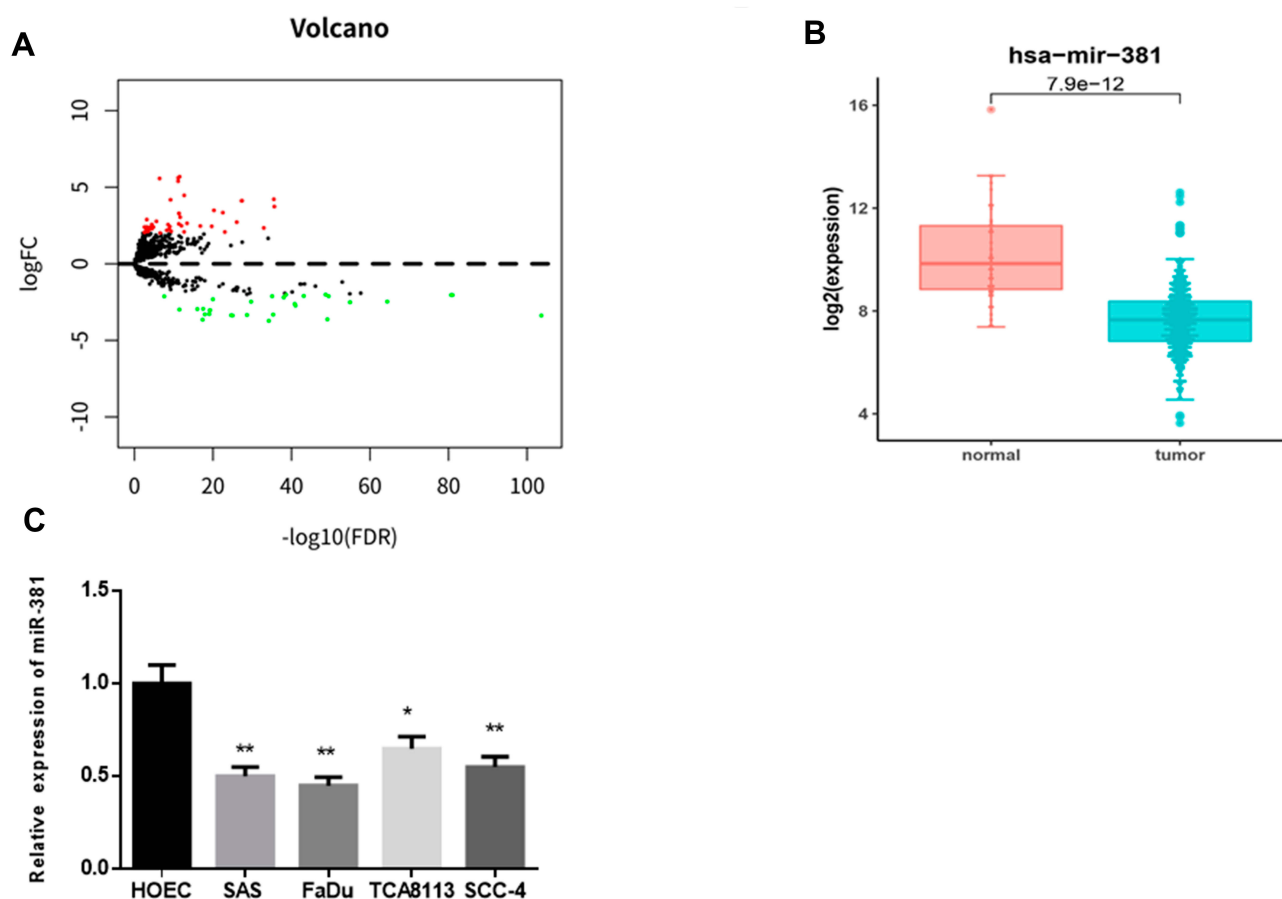 A
Volcano
10
5
0
-5
-10
logFC
0 20 40 60 80 100
-log10(FDR)
B
hsa−mir−381
7.9e−12
16
12
8
4
log2(expession)
normal tumor
C
Relative expression of miR-381
1.5
1.0
0.5
0.0
** ** * **
HOEC SAS FaDu TCA8113 SCC-4